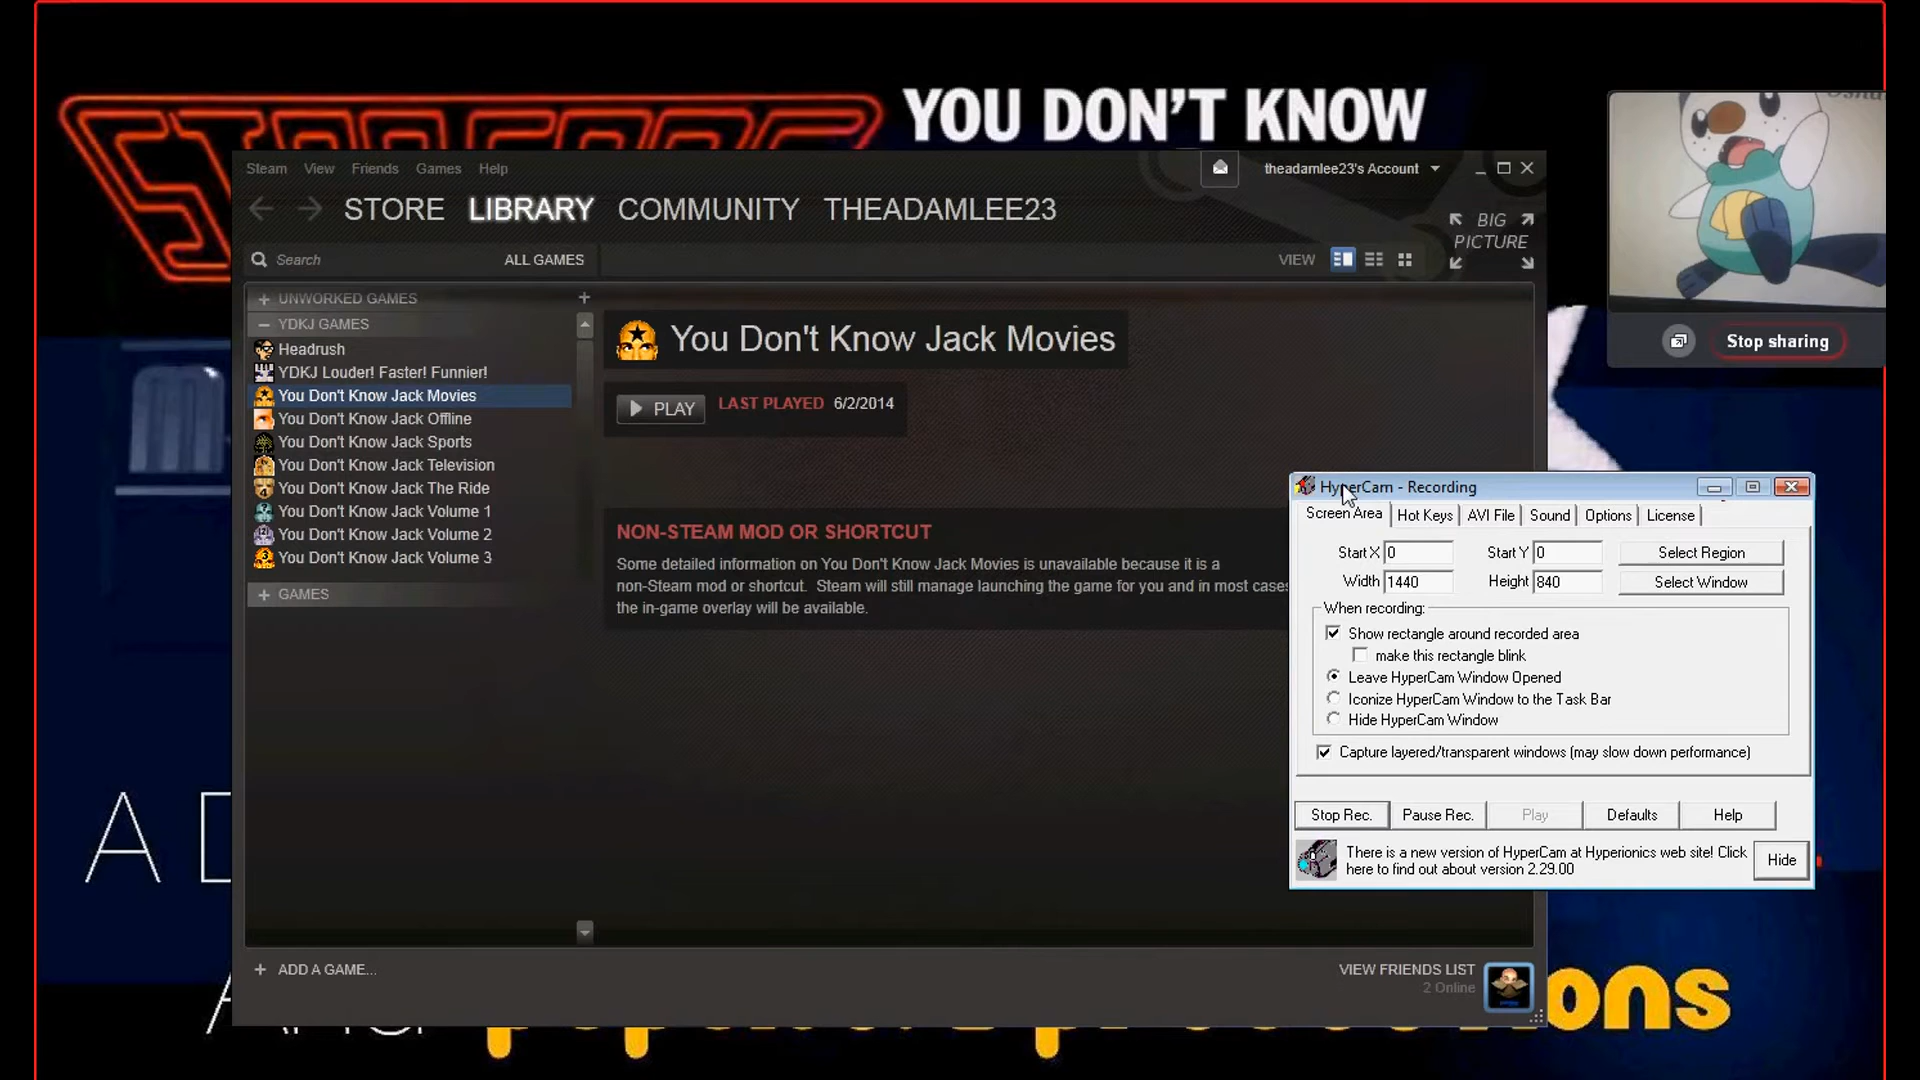 YOU DON'T KNOW
Steam View Friends Games Help
theadamlee23's Account
STORE LIBRARY COMMUNITY THEADAMLEE23
BIG
PICTURE
Search
ALL GAMES
VIEW
UNWORKED GAMES
YDKJ GAMES
Headrush
YDKJ Louder! Faster! Funnier!
You Don't Know Jack Movies
You Don't Know Jack Offline
You Don't Know Jack Sports
You Don't Know Jack Television
You Don't Know Jack The Ride
You Don't Know Jack Volume 1
You Don't Know Jack Volume 2
You Don't Know Jack Volume 3
GAMES
You Don't Know Jack Movies
PLAY
LAST PLAYED 6/2/2014
NON-STEAM MOD OR SHORTCUT
Some detailed information on You Don't Know Jack Movies is unavailable because it is a
non-Steam mod or shortcut. Steam will still manage launching the game for you and in most cases
the in-game overlay will be available.
Stop sharing
HyperCam - Recording
Screen Area Hot Keys AVI File Sound Options License
Start X 0 Start Y 0 Select Region
Width 1440 Height 840 Select Window
When recording:
Show rectangle around recorded area
make this rectangle blink
Leave HyperCam Window Opened
Iconize HyperCam Window to the Task Bar
Hide HyperCam Window
Capture layered/transparent windows (may slow down performance)
Stop Rec. Pause Rec. Play Defaults Help
There is a new version of HyperCam at Hyperionics web site! Click
here to find out about version 2.29.00
Hide
+ ADD A GAME...
VIEW FRIENDS LIST
2 Online